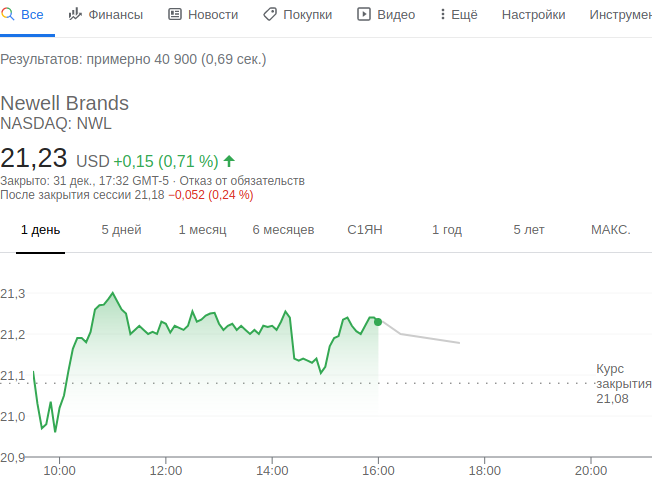 Все Финансы Новости Покупки Видео Ещё Настройки Инструмен
Результатов: примерно 40 900 (0,69 сек.)
Newell Brands
NASDAQ: NWL
21,23 USD +0,15 (0,71 %)
Закрыто: 31 дек., 17:32 GMT-5 · Отказ от обязательств
После закрытия сессии 21,18 −0,052 (0,24 %)
1 день 5 дней 1 месяц 6 месяцев С1ЯН 1 год 5 лет МАКС.
21,3
21,2
21,1
Курс
закрытия
21,08
21,0
20,9
10:00 12:00 14:00 16:00 18:00 20:00